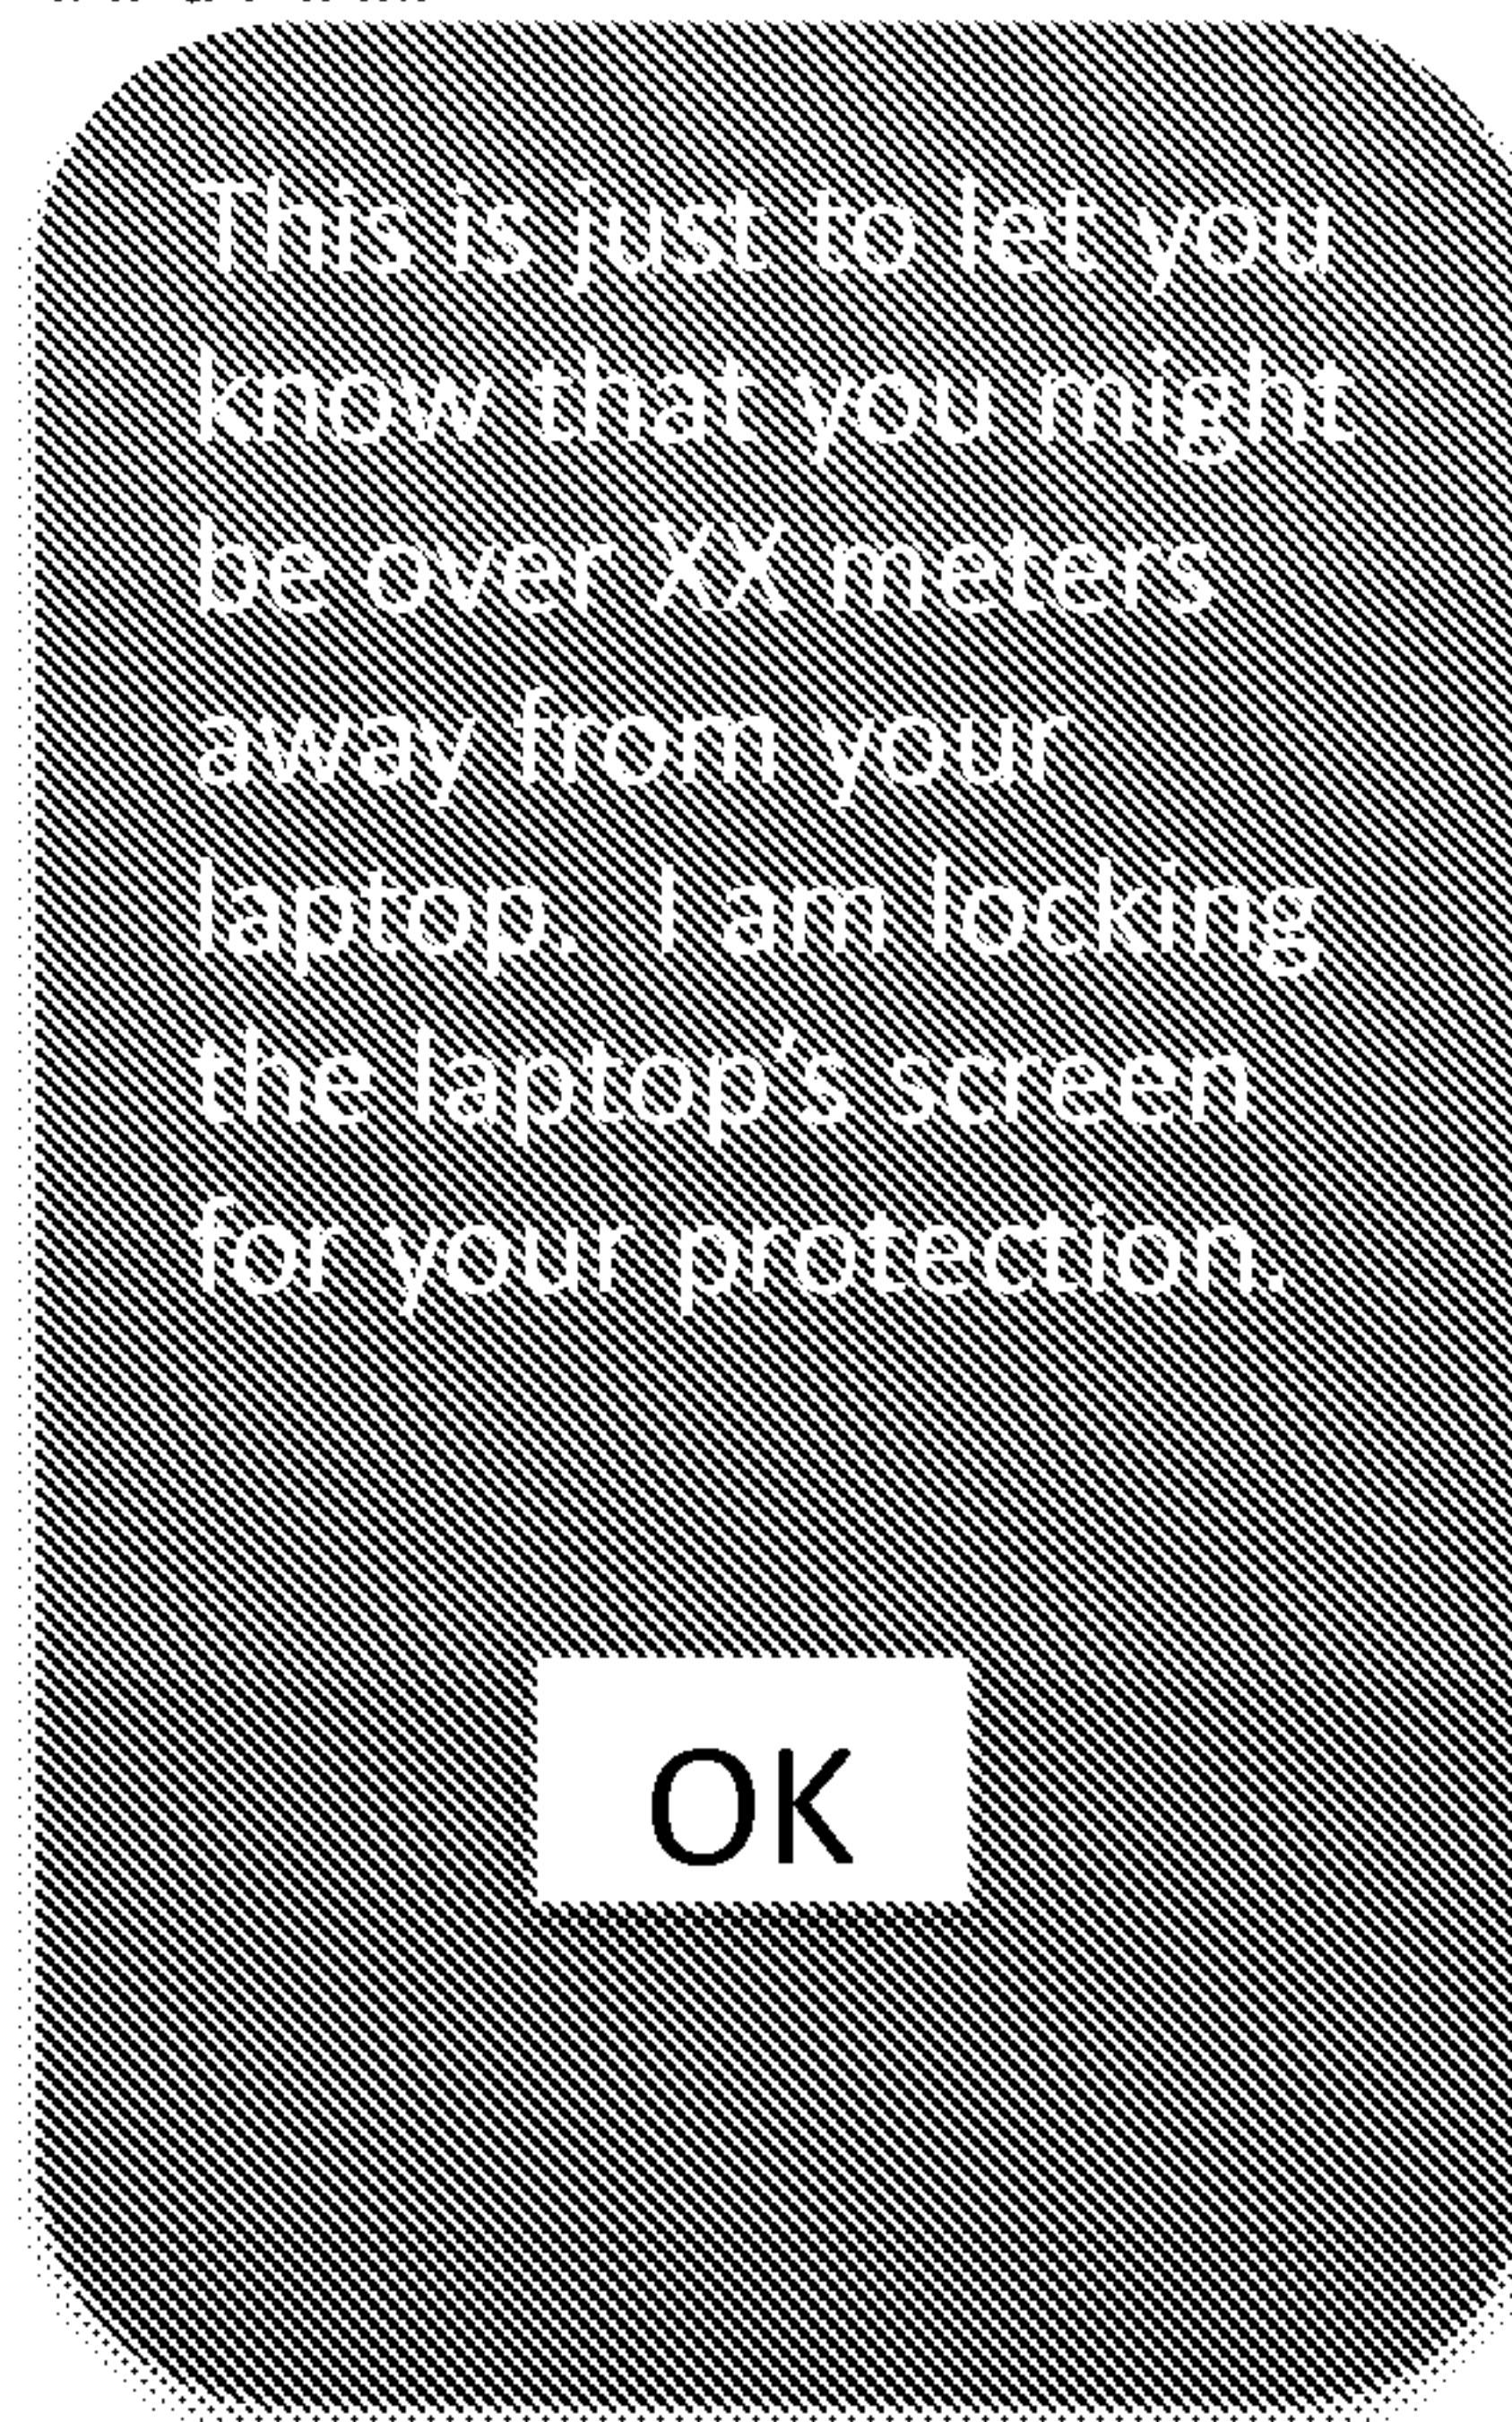 This is just to let you
know that you might
be over XX meters
away from your
laptop.  I am locking
the laptop's screen
for your protection.
OK